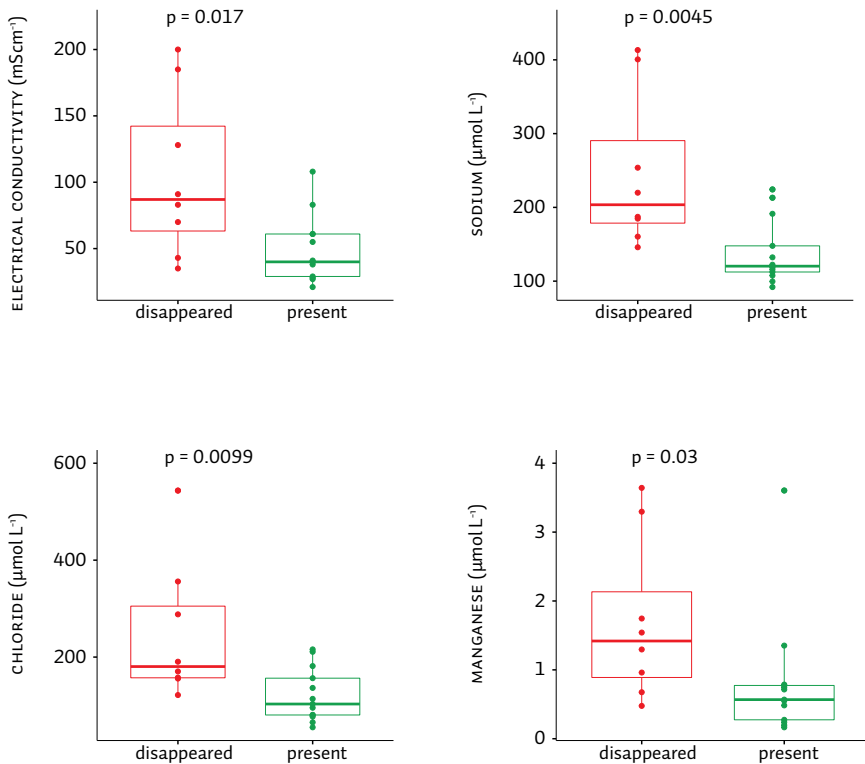 p = 0.017
ELECTRICAL CONDUCTIVITY (mScm⁻¹)
200
150
100
50
disappeared present
p = 0.0045
SODIUM (µmol L⁻¹)
400
300
200
100
disappeared present
p = 0.0099
CHLORIDE (µmol L⁻¹)
600
400
200
disappeared present
p = 0.03
MANGANESE (µmol L⁻¹)
4
3
2
1
0
disappeared present